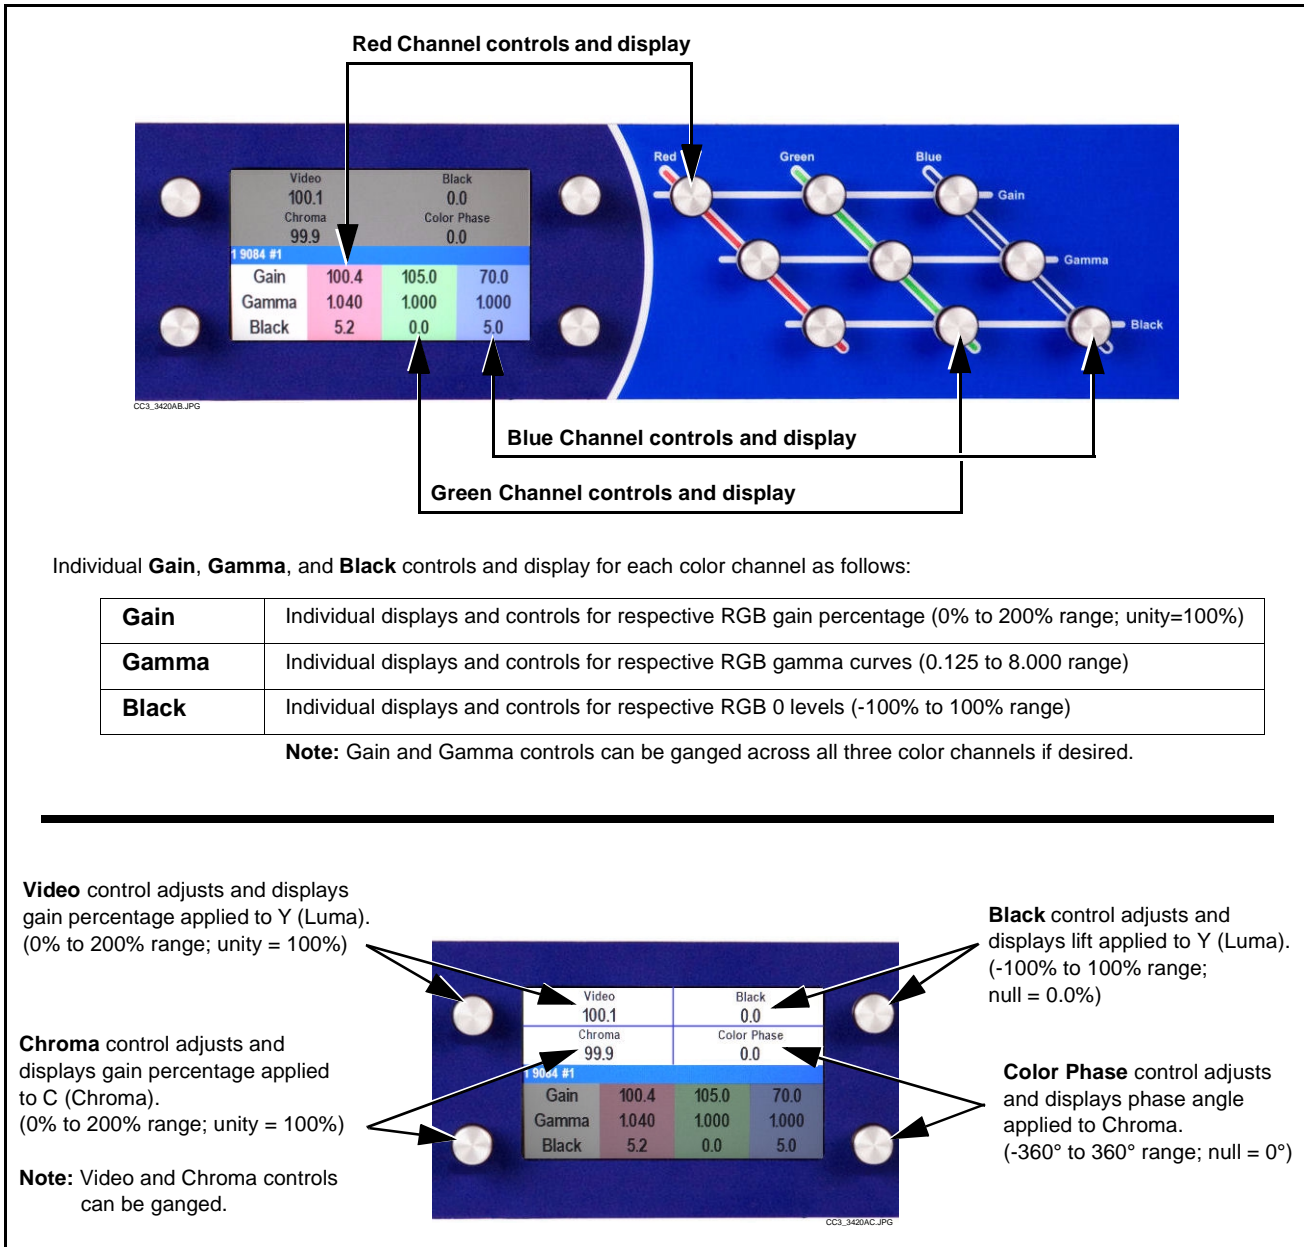 Red Channel controls and display
Video
100.1
Black
0.0
Chroma
99.9
Color Phase
0.0
1 9084 #1
Gain 100.4 105.0 70.0
Gamma 1.040 1.000 1.000
Black 5.2 0.0 5.0
Red Green Blue
Gain
Gamma
Black
CC3_3420AB.JPG
Blue Channel controls and display
Green Channel controls and display
Individual Gain, Gamma, and Black controls and display for each color channel as follows:
Gain Individual displays and controls for respective RGB gain percentage (0% to 200% range; unity=100%)
Gamma Individual displays and controls for respective RGB gamma curves (0.125 to 8.000 range)
Black Individual displays and controls for respective RGB 0 levels (-100% to 100% range)
Note: Gain and Gamma controls can be ganged across all three color channels if desired.
Video control adjusts and displays
gain percentage applied to Y (Luma).
(0% to 200% range; unity = 100%)
Chroma control adjusts and
displays gain percentage applied
to C (Chroma).
(0% to 200% range; unity = 100%)
Note: Video and Chroma controls
can be ganged.
Video
100.1
Black
0.0
Chroma
99.9
Color Phase
0.0
1 9084 #1
Gain 100.4 105.0 70.0
Gamma 1.040 1.000 1.000
Black 5.2 0.0 5.0
Black control adjusts and
displays lift applied to Y (Luma).
(-100% to 100% range;
null = 0.0%)
Color Phase control adjusts
and displays phase angle
applied to Chroma.
(-360° to 360° range; null = 0°)
CC3_3420AC.JPG